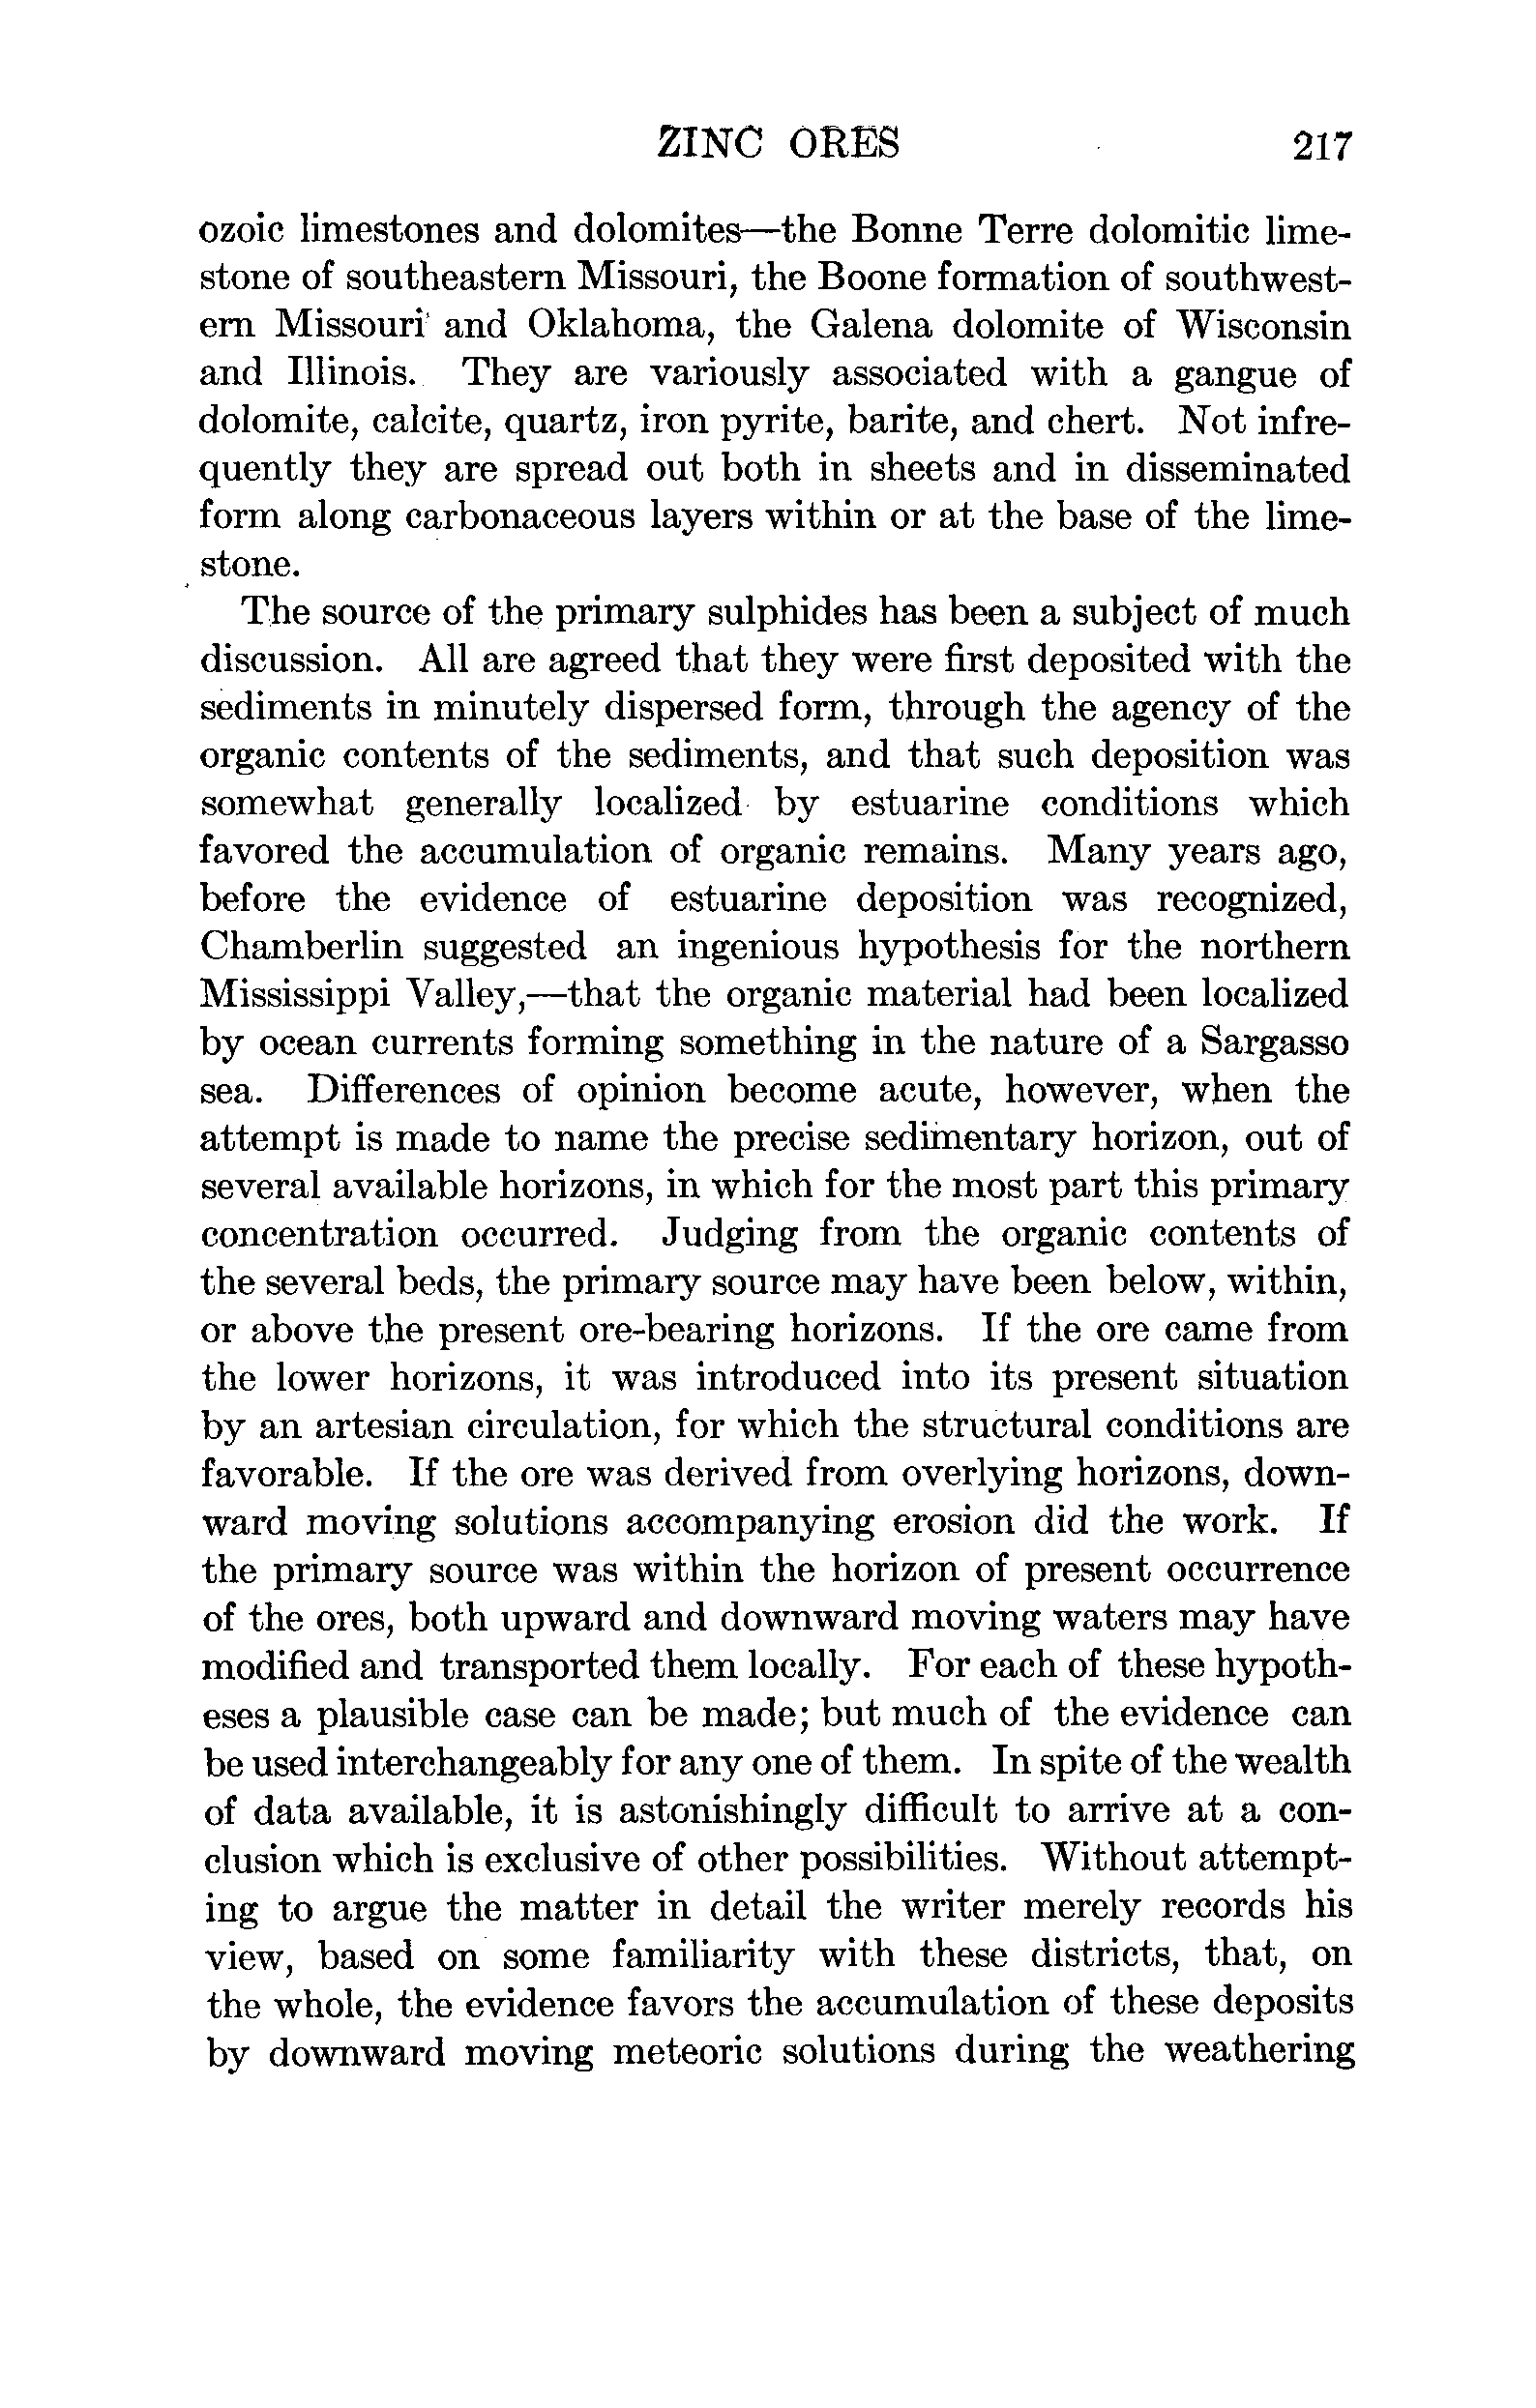 ZINC ORES 217
ozoic limestones and dolomites—the Bonne Terre dolomitic lime-
stone of southeastern Missouri, the Boone formation of southwest-
ern Missouri and Oklahoma, the Galena dolomite of Wisconsin
and Illinois. They are variously associated with a gangue of
dolomite, calcite, quartz, iron pyrite, barite, and chert. Not infre-
quently they are spread out both in sheets and in disseminated
form along carbonaceous layers within or at the base of the lime-
stone.
The source of the primary sulphides has been a subject of much
discussion. All are agreed that they were first deposited with the
sediments in minutely dispersed form, through the agency of the
organic contents of the sediments, and that such deposition was
somewhat generally localized by estuarine conditions which
favored the accumulation of organic remains. Many years ago,
before the evidence of estuarine deposition was recognized,
Chamberlin suggested an ingenious hypothesis for the northern
Mississippi Valley,—that the organic material had been localized
by ocean currents forming something in the nature of a Sargasso
sea. Differences of opinion become acute, however, when the
attempt is made to name the precise sedimentary horizon, out of
several available horizons, in which for the most part this primary
concentration occurred. Judging from the organic contents of
the several beds, the primary source may have been below, within,
or above the present ore-bearing horizons. If the ore came from
the lower horizons, it was introduced into its present situation
by an artesian circulation, for which the structural conditions are
favorable. If the ore was derived from overlying horizons, down-
ward moving solutions accompanying erosion did the work. If
the primary source was within the horizon of present occurrence
of the ores, both upward and downward moving waters may have
modified and transported them locally. For each of these hypoth-
eses a plausible case can be made; but much of the evidence can
be used interchangeably for any one of them. In spite of the wealth
of data available, it is astonishingly difficult to arrive at a con-
clusion which is exclusive of other possibilities. Without attempt-
ing to argue the matter in detail the writer merely records his
view, based on some familiarity with these districts, that, on
the whole, the evidence favors the accumulation of these deposits
by downward moving meteoric solutions during the weathering